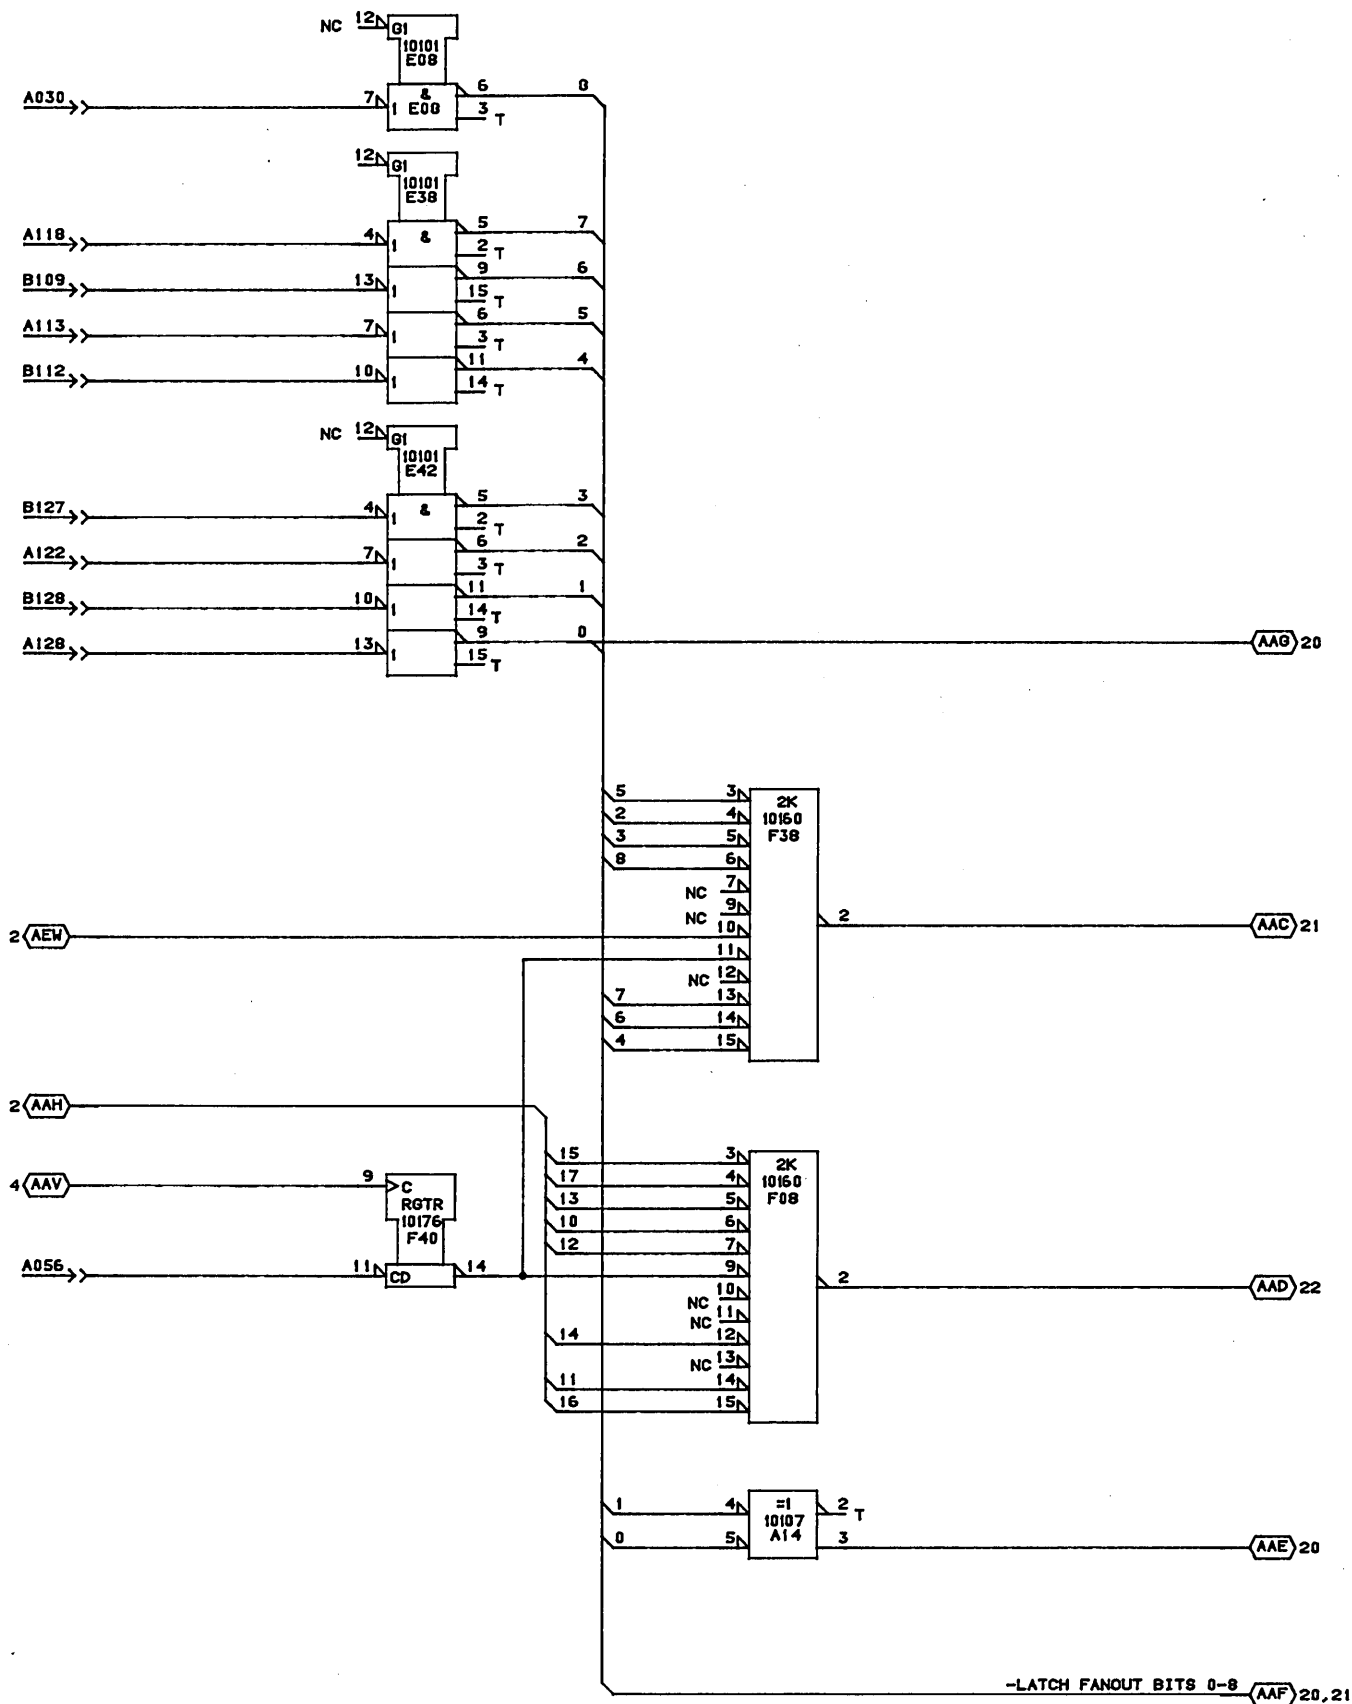 NC 12 G1
10101
E08
A030 7 1 & 6 8
E08 3 T
12 G1
10101
E38
A118 4 1 & 5 7
2 T
B109 13 1 9 6
15 T
A113 7 1 6 5
3 T
B112 10 1 11 4
14 T
NC 12 G1
10101
E42
B127 4 1 & 5 3
2 T
A122 7 1 6 2
3 T
B128 10 1 11 1
14 T
A128 13 1 9 0 AAG 20
15 T
5 3 2K
2 4 10160
3 5 F38
8 6
NC 7
NC 9
2 AEW 10 2 AAC 21
11
NC 12
7 13
6 14
4 15
2 AAH
15 3 2K
17 4 10160
13 5 F08
10 6
12 7
4 AAV 9 C
RGTR
10176
F40
A056 11 CD 14 9 2 AAD 22
NC 10
NC 11
14 12
NC 13
11 14
16 15
1 4 =1 2 T
10107
0 5 A14 3 AAE 20
-LATCH FANOUT BITS 0-8 AAF 20,21